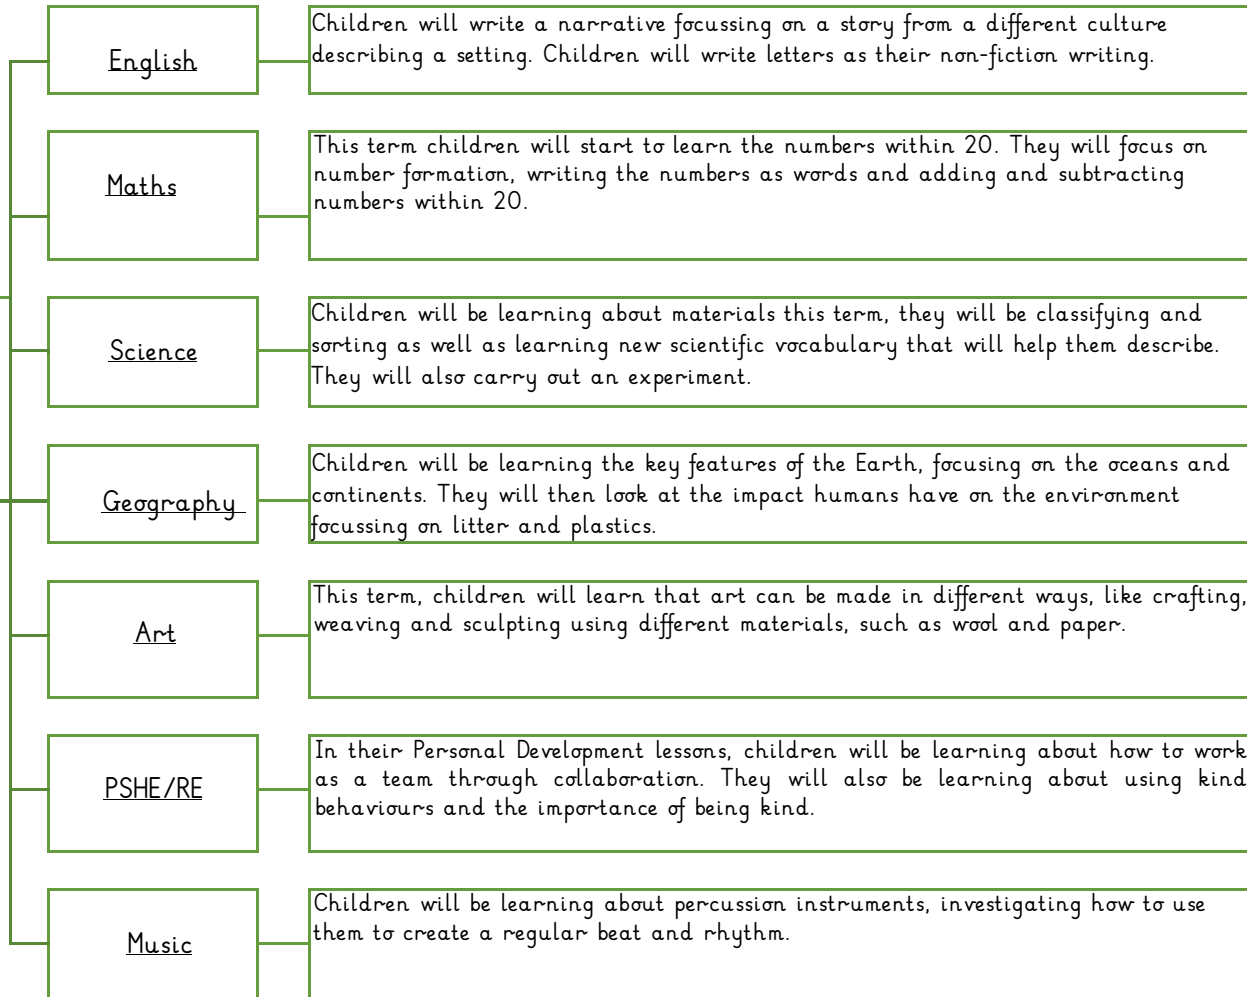 English
Children will write a narrative focussing on a story from a different culture
describing a setting. Children will write letters as their non-fiction writing.
Maths
This term children will start to learn the numbers within 20. They will focus on
number formation, writing the numbers as words and adding and subtracting
numbers within 20.
Science
Children will be learning about materials this term, they will be classifying and
sorting as well as learning new scientific vocabulary that will help them describe.
They will also carry out an experiment.
Geography
Children will be learning the key features of the Earth, focusing on the oceans and
continents. They will then look at the impact humans have on the environment
focussing on litter and plastics.
Art
This term, children will learn that art can be made in different ways, like crafting,
weaving and sculpting using different materials, such as wool and paper.
PSHE/RE
In their Personal Development lessons, children will be learning about how to work
as a team through collaboration. They will also be learning about using kind
behaviours and the importance of being kind.
Music
Children will be learning about percussion instruments, investigating how to use
them to create a regular beat and rhythm.